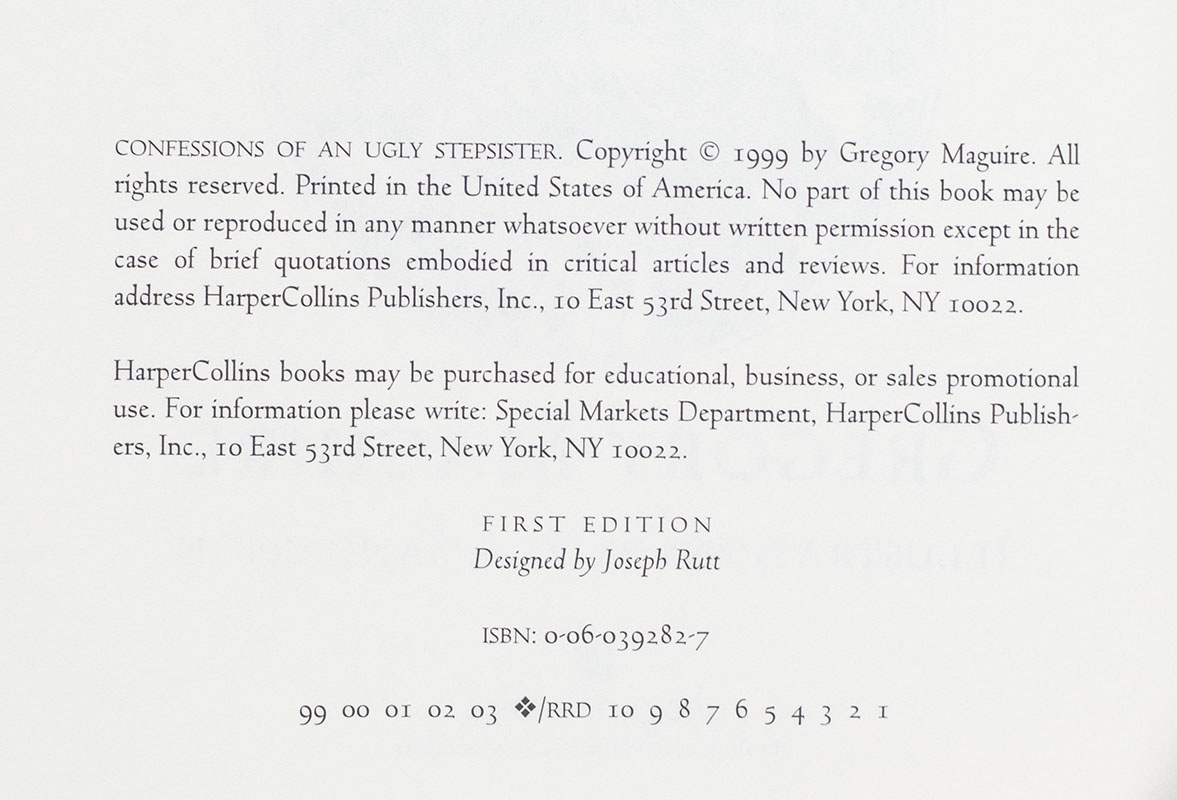 CONFESSIONS OF AN UGLY STEPSISTER. Copyright © 1999 by Gregory Maguire. All
rights reserved. Printed in the United States of America. No part of this book may be
used or reproduced in any manner whatsoever without written permission except in the
case of brief quotations embodied in critical articles and reviews. For information
address HarperCollins Publishers, Inc., 10 East 53rd Street, New York, NY 10022.
HarperCollins books may be purchased for educational, business, or sales promotional
use. For information please write: Special Markets Department, HarperCollins Publish-
ers, Inc., 10 East 53rd Street, New York, NY 10022.
FIRST EDITION
Designed by Joseph Rutt
ISBN: 0-06-039282-7
99 00 01 02 03 ❖/RRD 10 9 8 7 6 5 4 3 2 1